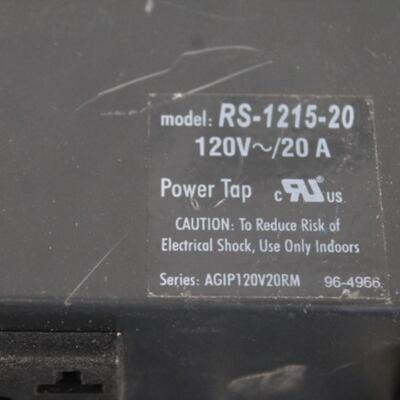 model: RS-1215-20
120V~/20 A
Power Tap c RU US
CAUTION: To Reduce Risk of
Electrical Shock, Use Only Indoors
Series: AGIP120V20RM 96-4966